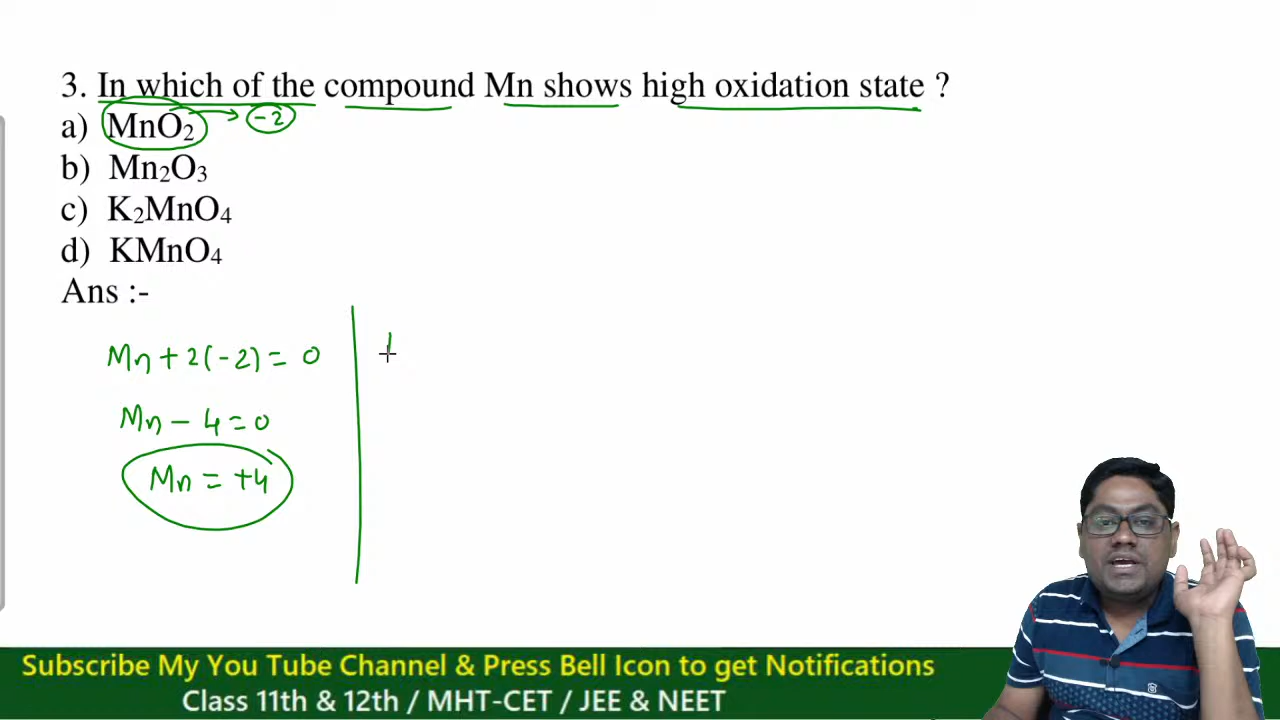 3. In which of the compound Mn shows high oxidation state ?
a) MnO₂ -2
b) Mn₂O₃
c) K₂MnO₄
d) KMnO₄
Ans :-
Mn + 2(-2) = 0
Mn - 4 = 0
Mn = +4
Subscribe My You Tube Channel & Press Bell Icon to get Notifications
Class 11th & 12th / MHT-CET / JEE & NEET